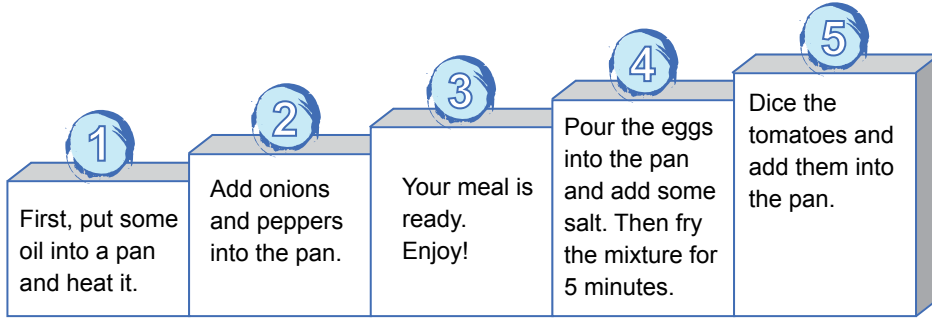 1
First, put some
oil into a pan
and heat it.
2
Add onions
and peppers
into the pan.
3
Your meal is
ready.
Enjoy!
4
Pour the eggs
into the pan
and add some
salt. Then fry
the mixture for
5 minutes.
5
Dice the
tomatoes and
add them into
the pan.